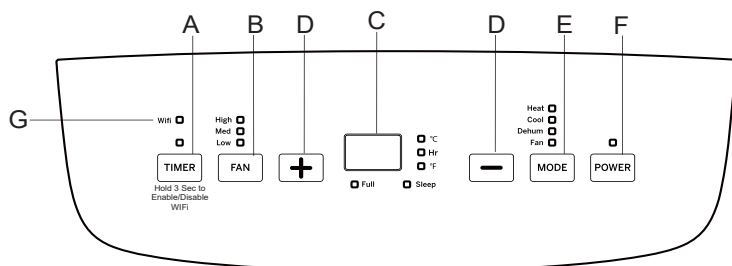 A
B
D
C
D
E
F
G
Wifi
High
Med
Low
°C
Hr
°F
Heat
Cool
Dehum
Fan
TIMER
FAN
+
−
MODE
POWER
Full
Sleep
Hold 3 Sec to
Enable/Disable
WIFi